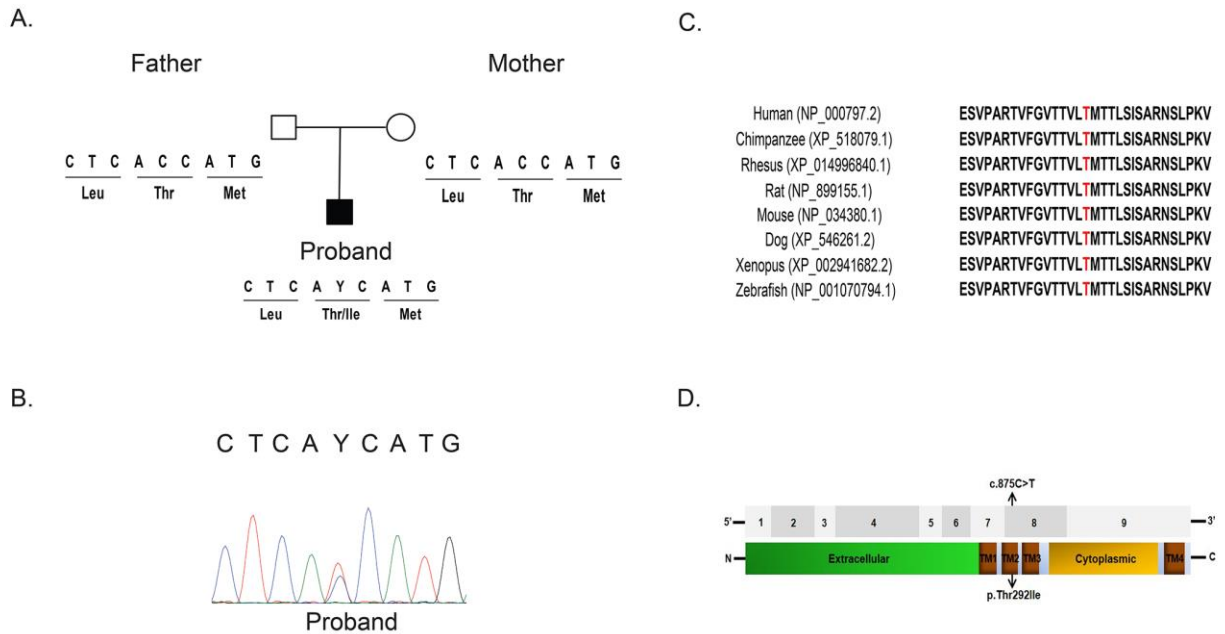 A.
Father
Mother
C T C A C C A T G
Leu Thr Met
C T C A C C A T G
Leu Thr Met
Proband
C T C A Y C A T G
Leu Thr/Ile Met
B.
C T C A Y C A T G
Proband
C.
Human (NP_000797.2) ESVPARTVFGVTTVLTMTTLSISARNSLPKV
Chimpanzee (XP_518079.1) ESVPARTVFGVTTVLTMTTLSISARNSLPKV
Rhesus (XP_014996840.1) ESVPARTVFGVTTVLTMTTLSISARNSLPKV
Rat (NP_899155.1) ESVPARTVFGVTTVLTMTTLSISARNSLPKV
Mouse (NP_034380.1) ESVPARTVFGVTTVLTMTTLSISARNSLPKV
Dog (XP_546261.2) ESVPARTVFGVTTVLTMTTLSISARNSLPKV
Xenopus (XP_002941682.2) ESVPARTVFGVTTVLTMTTLSISARNSLPKV
Zebrafish (NP_001070794.1) ESVPARTVFGVTTVLTMTTLSISARNSLPKV
D.
c.875C>T
5' 1 2 3 4 5 6 7 8 9 3'
N Extracellular TM1 TM2 TM3 Cytoplasmic TM4 C
p.Thr292Ile